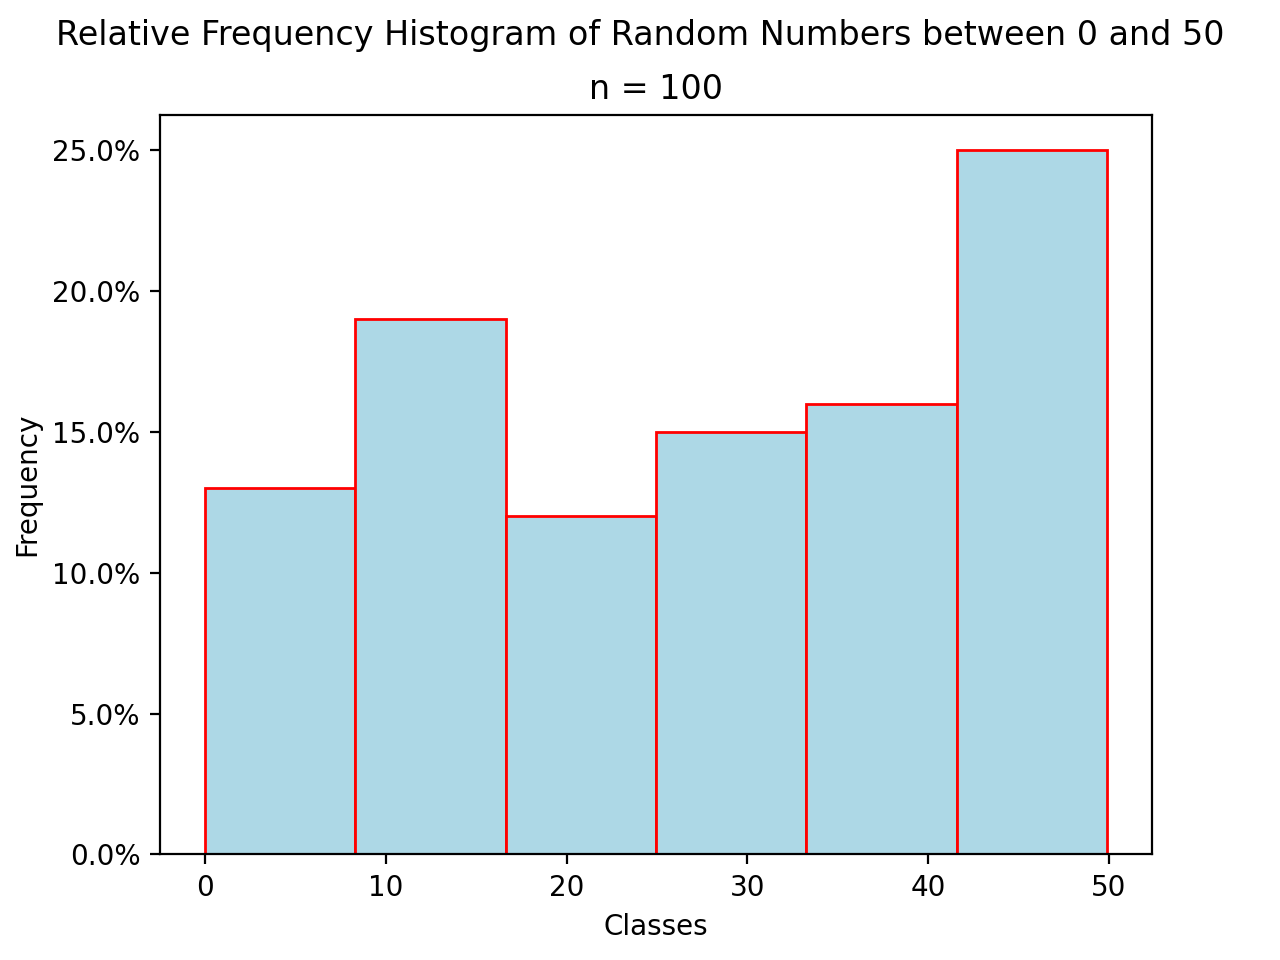 Relative Frequency Histogram of Random Numbers between 0 and 50
n = 100
25.0%
20.0%
15.0%
10.0%
5.0%
0.0%
Frequency
0 10 20 30 40 50
Classes